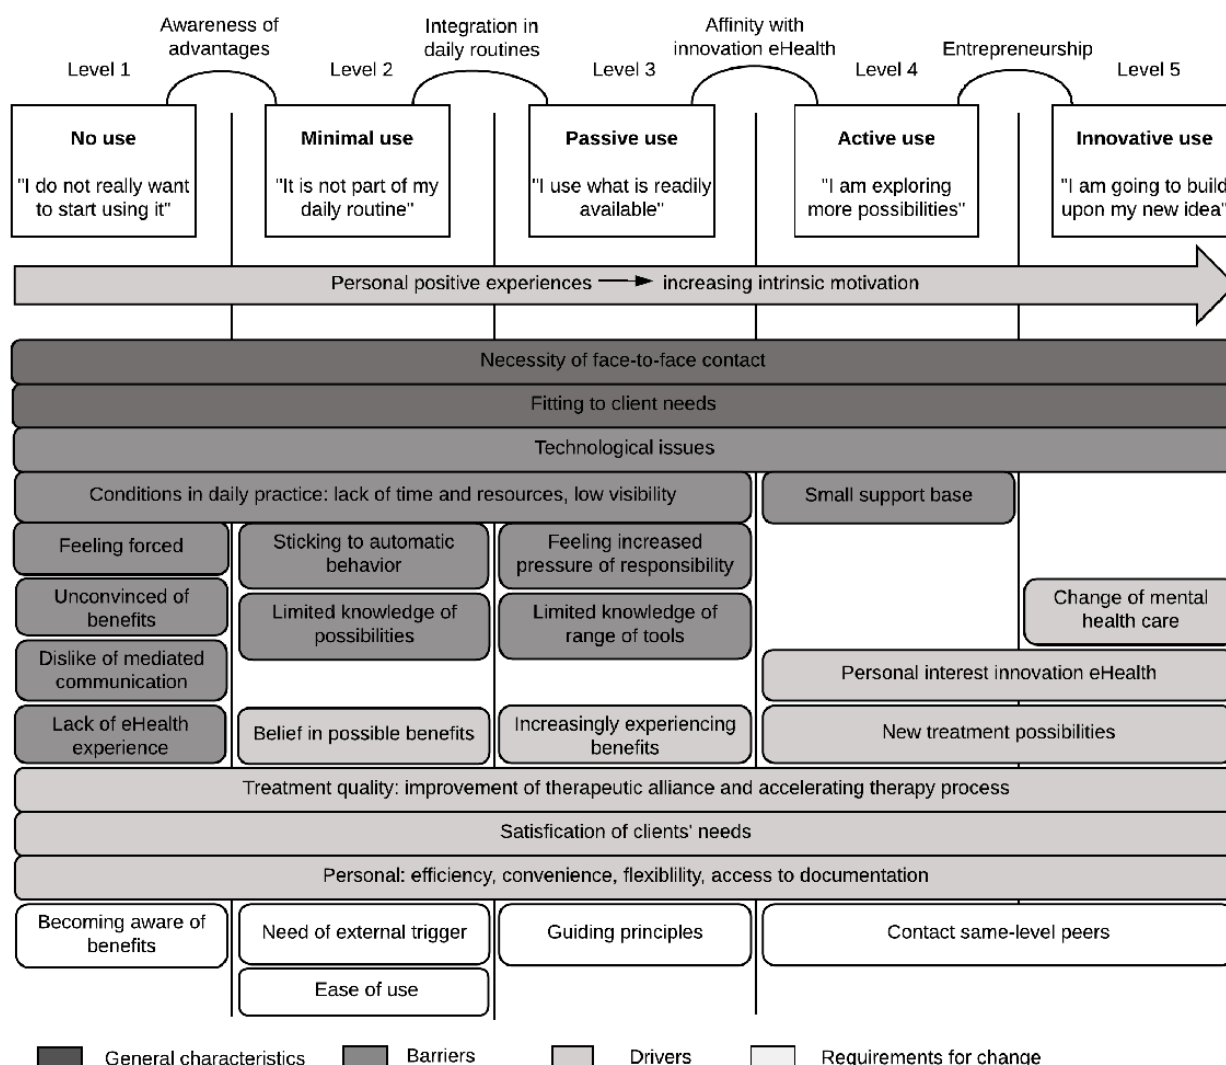 Awareness of
advantages
Integration in
daily routines
Affinity with
innovation eHealth
Entrepreneurship
Level 1
Level 2
Level 3
Level 4
Level 5
No use
"I do not really want
to start using it"
Minimal use
"It is not part of my
daily routine"
Passive use
"I use what is readily
available"
Active use
"I am exploring
more possibilities"
Innovative use
"I am going to build
upon my new idea"
Personal positive experiences → increasing intrinsic motivation
Necessity of face-to-face contact
Fitting to client needs
Technological issues
Conditions in daily practice: lack of time and resources, low visibility
Small support base
Feeling forced
Sticking to automatic
behavior
Feeling increased
pressure of responsibility
Unconvinced of
benefits
Limited knowledge of
possibilities
Limited knowledge of
range of tools
Change of mental
health care
Dislike of mediated
communication
Personal interest innovation eHealth
Lack of eHealth
experience
Belief in possible benefits
Increasingly experiencing
benefits
New treatment possibilities
Treatment quality: improvement of therapeutic alliance and accelerating therapy process
Satisfication of clients' needs
Personal: efficiency, convenience, flexiblility, access to documentation
Becoming aware of
benefits
Need of external trigger
Guiding principles
Contact same-level peers
Ease of use
General characteristics
Barriers
Drivers
Requirements for change